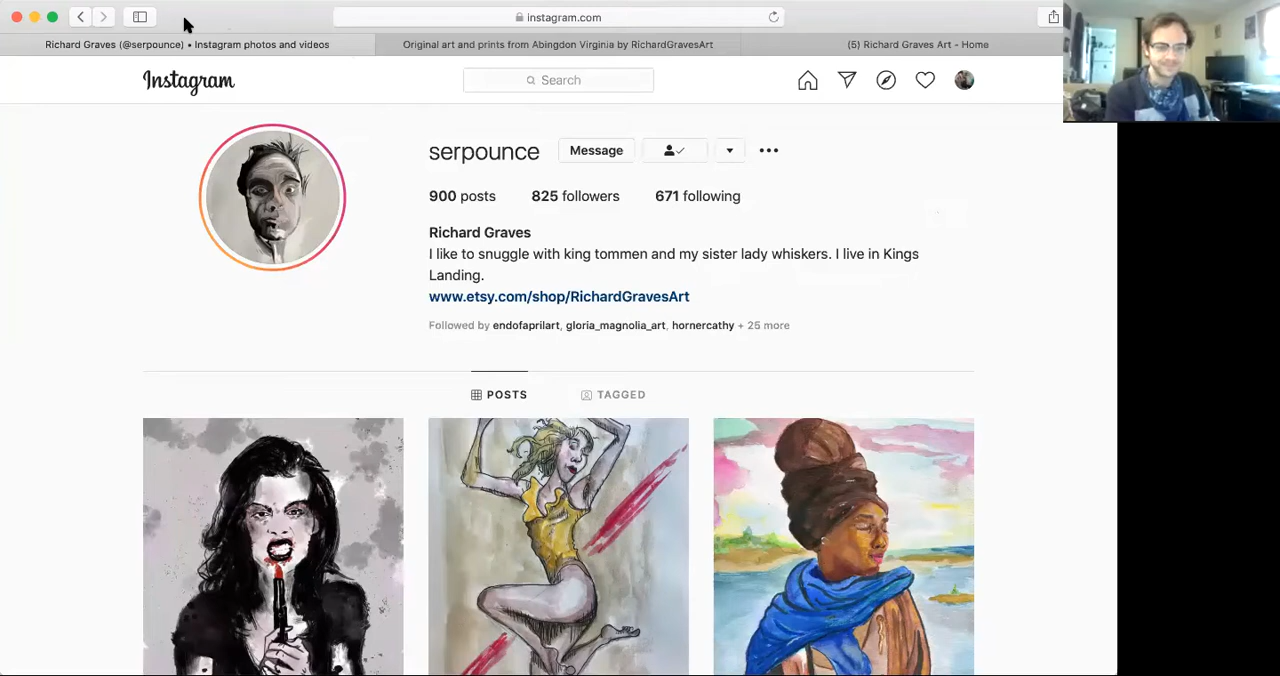 instagram.com
Richard Graves (@serpounce) • Instagram photos and videos
Original art and prints from Abingdon Virginia by RichardGravesArt
(5) Richard Graves Art - Home
Instagram
Search
serpounce
Message
900 posts 825 followers 671 following
Richard Graves
I like to snuggle with king tommen and my sister lady whiskers. I live in Kings
Landing.
www.etsy.com/shop/RichardGravesArt
Followed by endofaprilart, gloria_magnolia_art, hornercathy + 25 more
POSTS
TAGGED